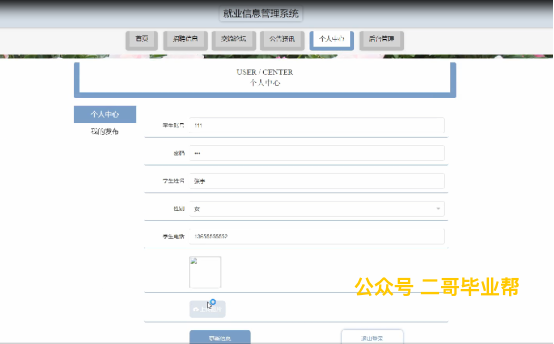 就业信息管理系统
首页 招聘信息 交流论坛 公告资讯 个人中心 后台管理
USER / CENTER
个人中心
个人中心
我的发布
学生账号 111
密码 •••
学生姓名
性别 女
学生电话
公众号 二哥毕业帮
更新信息 退出登录